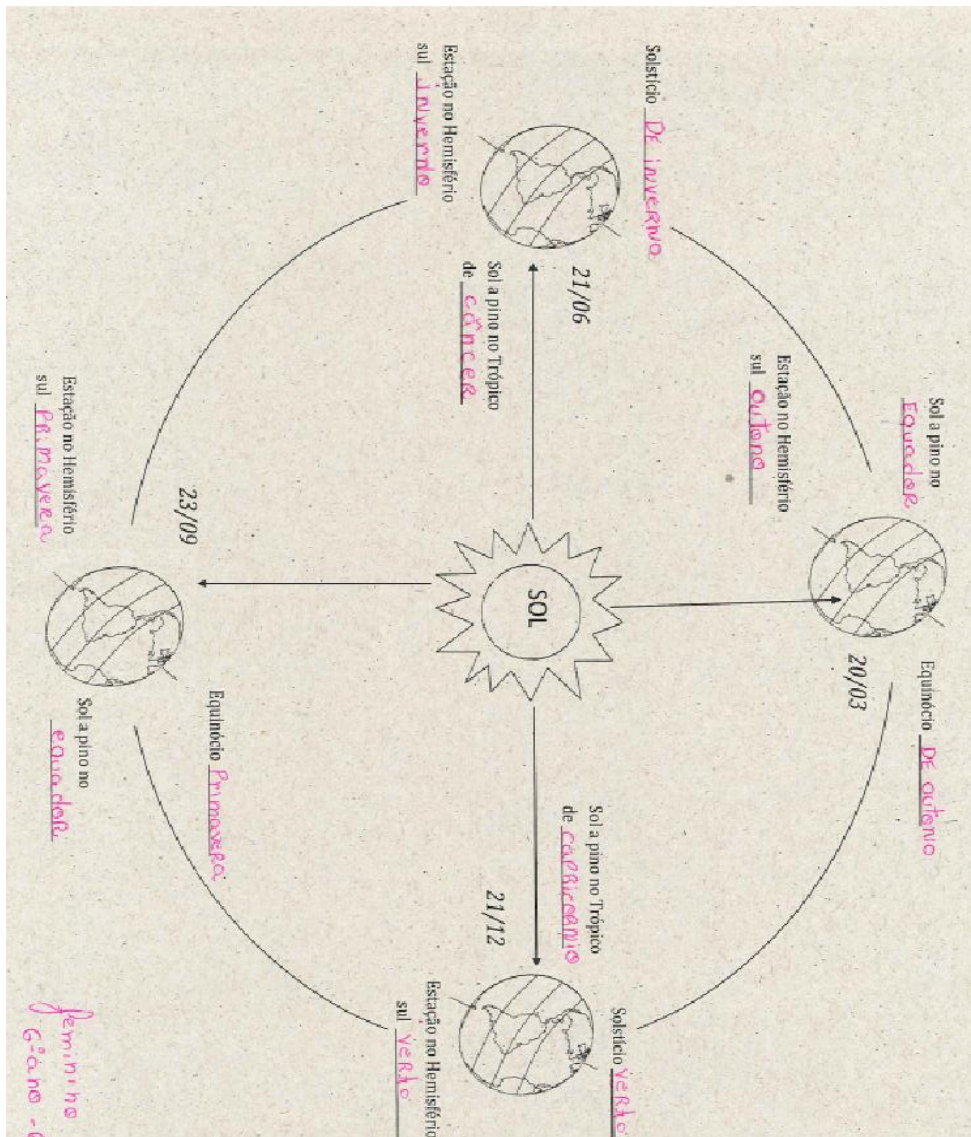 Sol a pino no
Equador
Equinócio DE outonio
20/03
Estação no Hemisfério
sul Outono
Solstício DE inverno
21/06
Estação no Hemisfério
sul inverno
Sol a pino no Trópico
de câncer
SOL
Sol a pino no Trópico
de capricornio
21/12
Solstício verão
Estação no Hemisfério
sul verão
23/09
Equinócio Primavera
Estação no Hemisfério
sul Primavera
Sol a pino no
equador
feminino
6º ano -